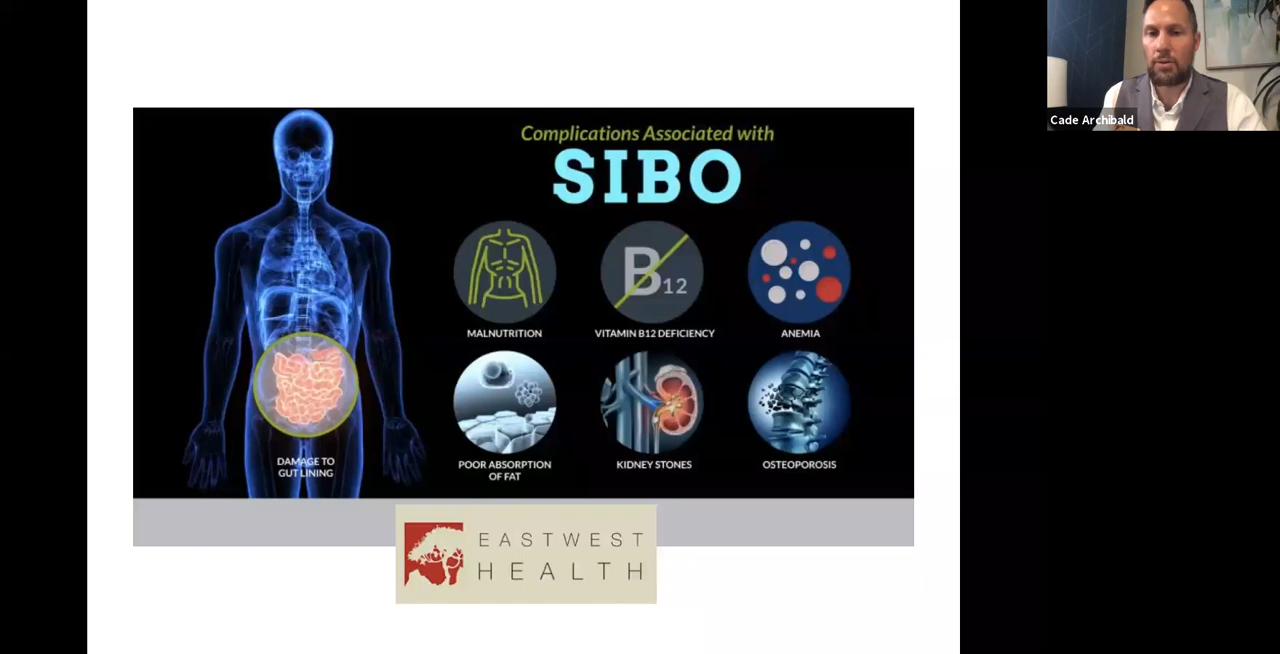 Complications Associated with
SIBO
B12
MALNUTRITION
VITAMIN B12 DEFICIENCY
ANEMIA
DAMAGE TO
GUT LINING
POOR ABSORPTION
OF FAT
KIDNEY STONES
OSTEOPOROSIS
EASTWEST
HEALTH
Cade Archibald